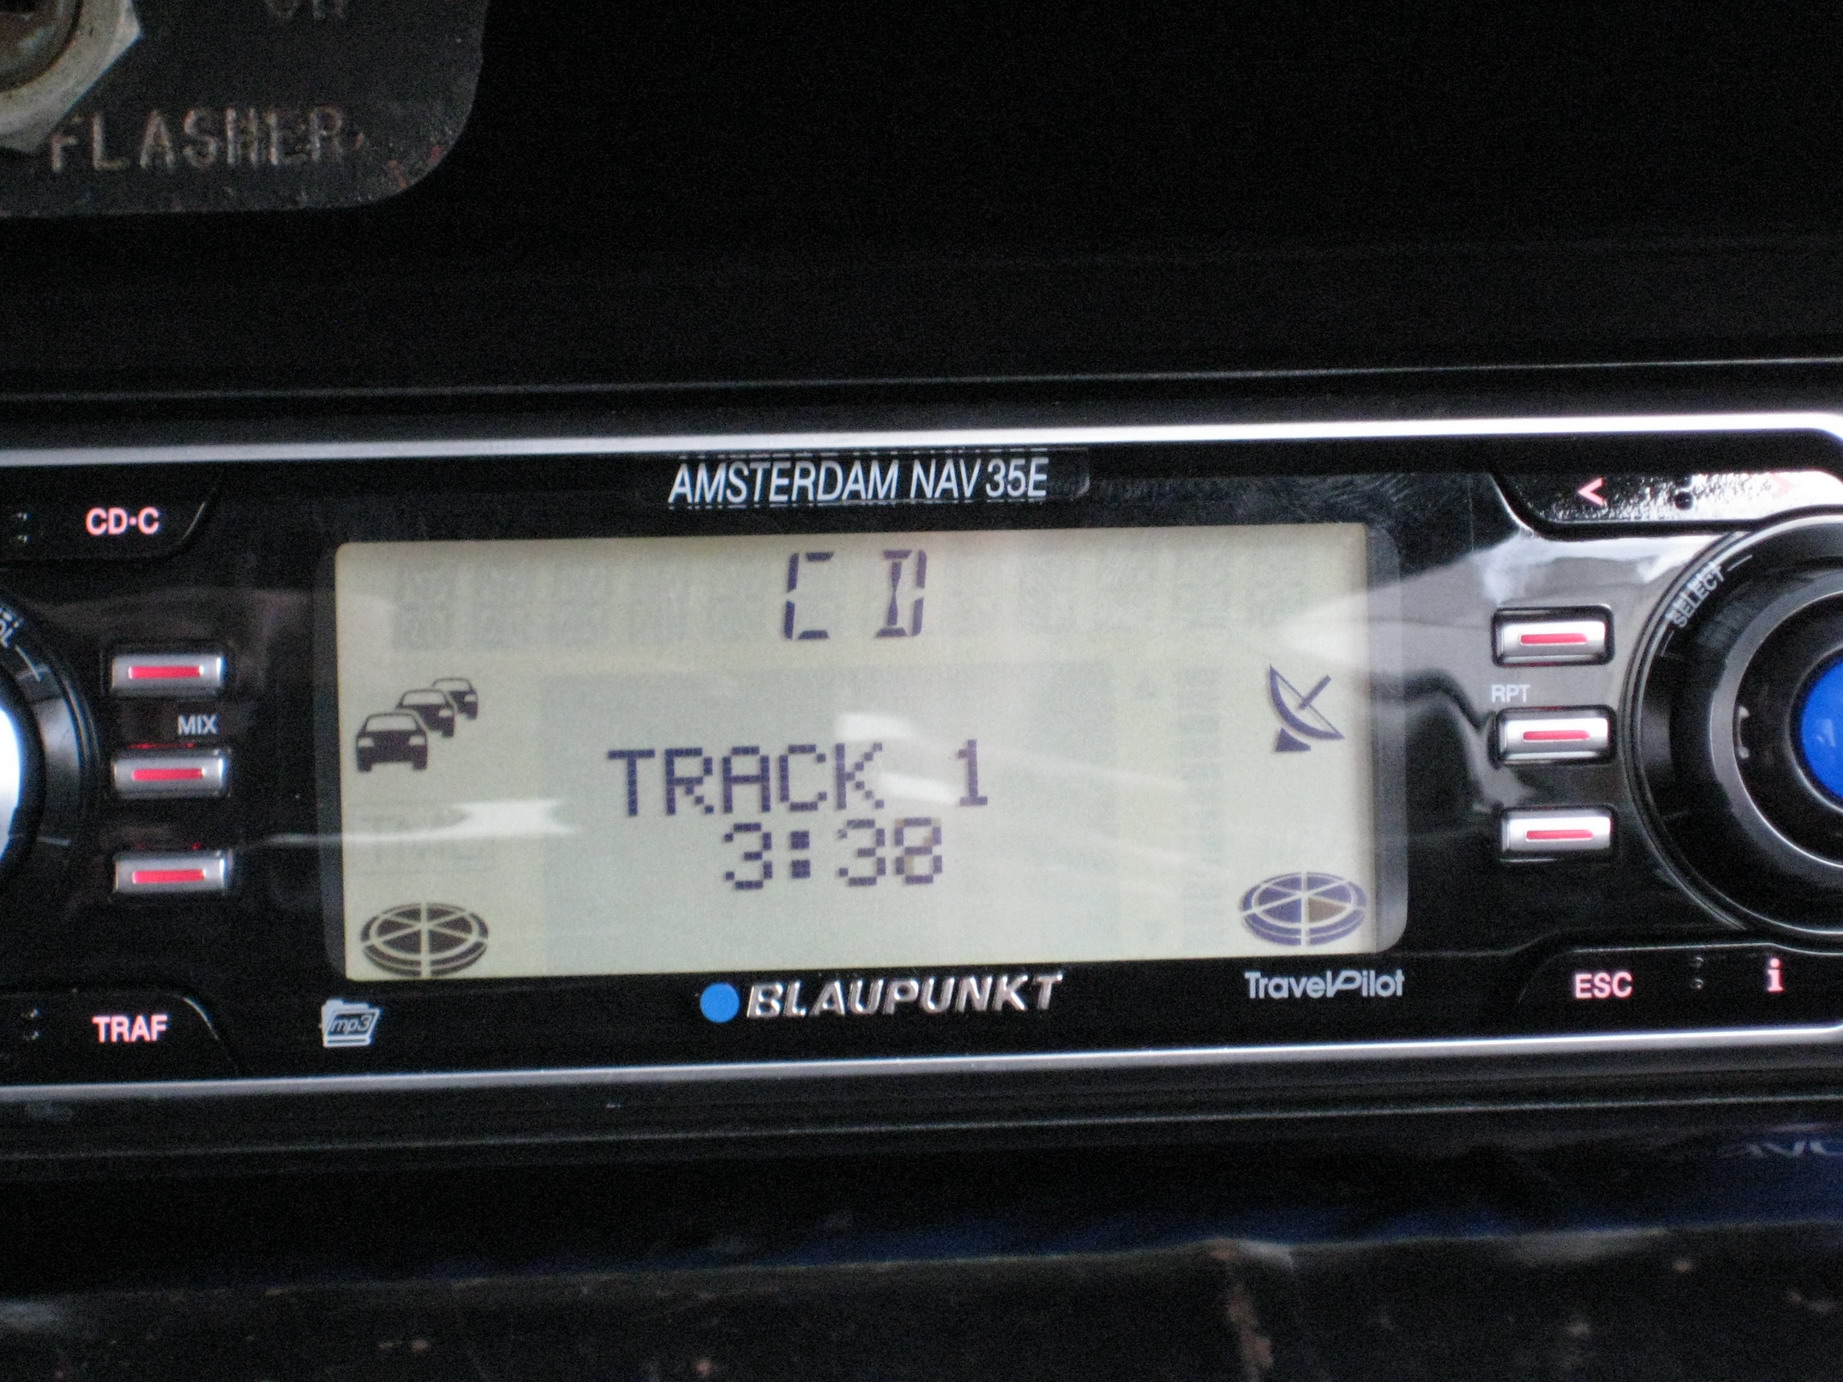 FLASHER
AMSTERDAM NAV 35E
CD•C
<
SELECT
CD
MIX
RPT
TRACK 1
3:38
TRAF
mp3
BLAUPUNKT
TravelPilot
ESC
i